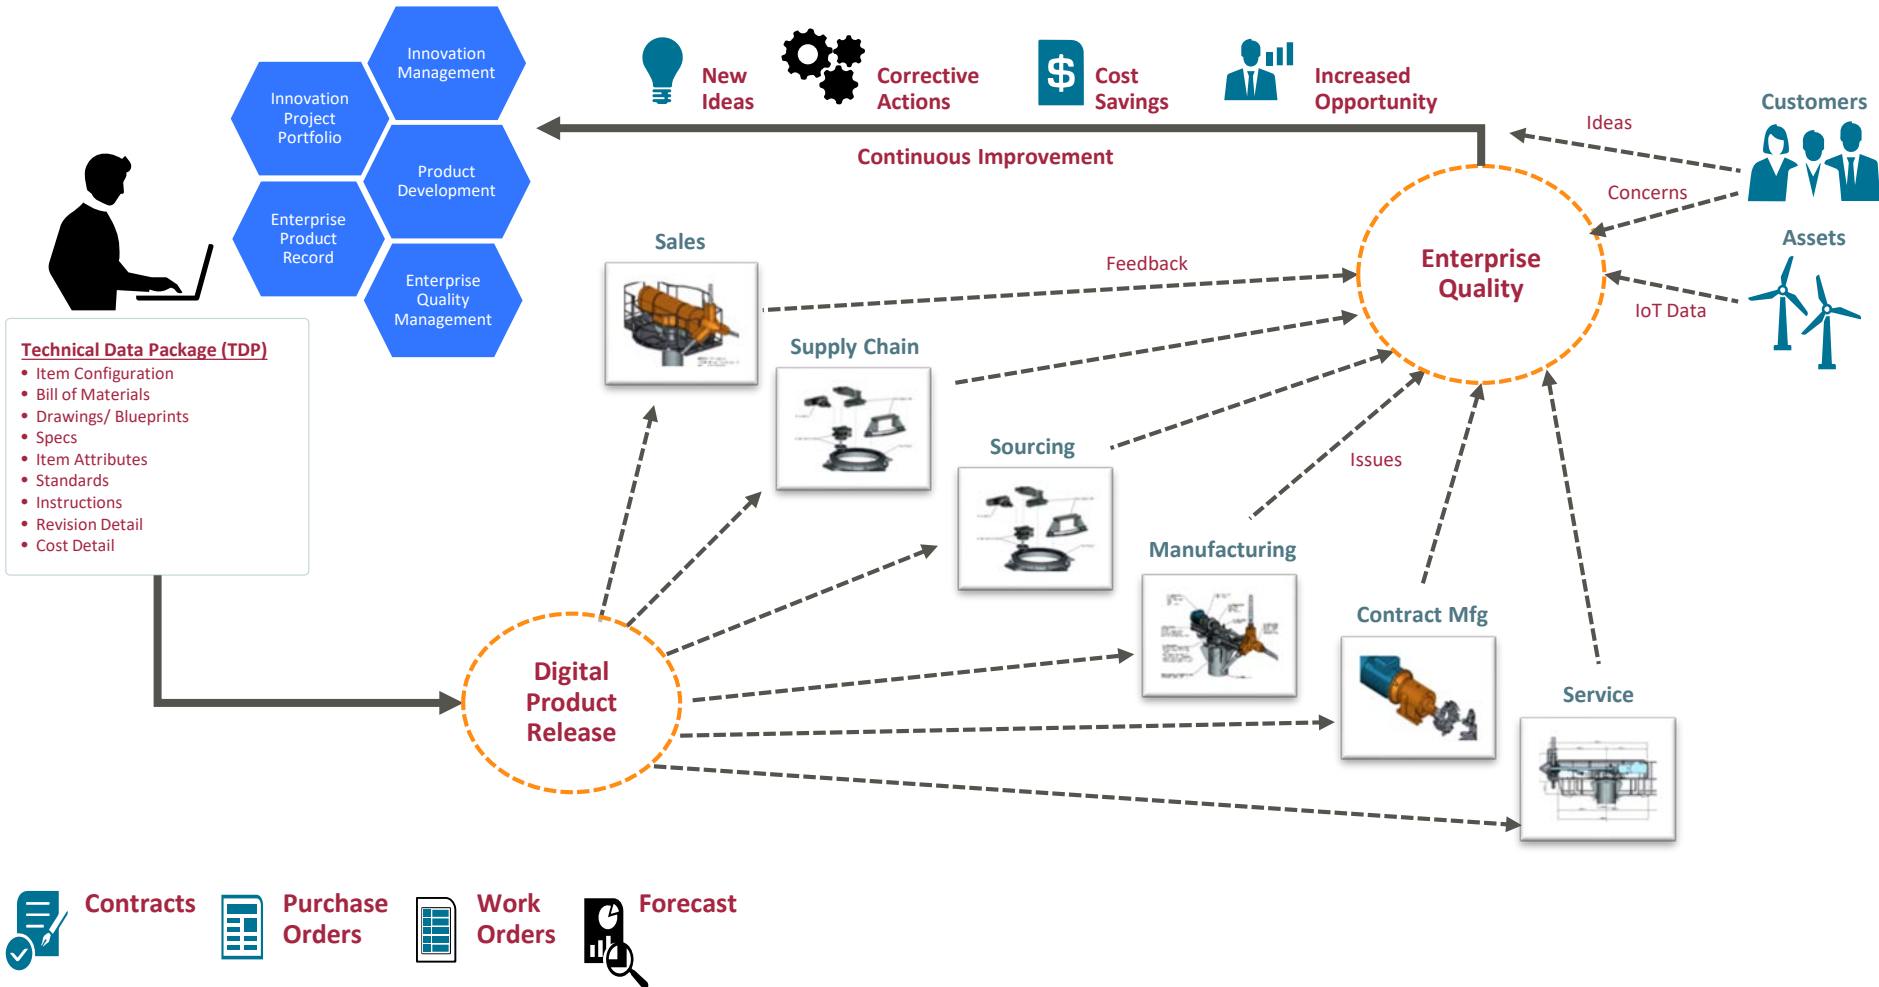 Innovation
Management
Innovation
Project
Portfolio
Product
Development
Enterprise
Product
Record
Enterprise
Quality
Management
New
Ideas
Corrective
Actions
Cost
Savings
Increased
Opportunity
Continuous Improvement
Customers
Ideas
Concerns
Assets
IoT Data
Enterprise
Quality
Feedback
Issues
Sales
Supply Chain
Sourcing
Manufacturing
Contract Mfg
Service
Technical Data Package (TDP)
• Item Configuration
• Bill of Materials
• Drawings/ Blueprints
• Specs
• Item Attributes
• Standards
• Instructions
• Revision Detail
• Cost Detail
Digital
Product
Release
Contracts
Purchase
Orders
Work
Orders
Forecast